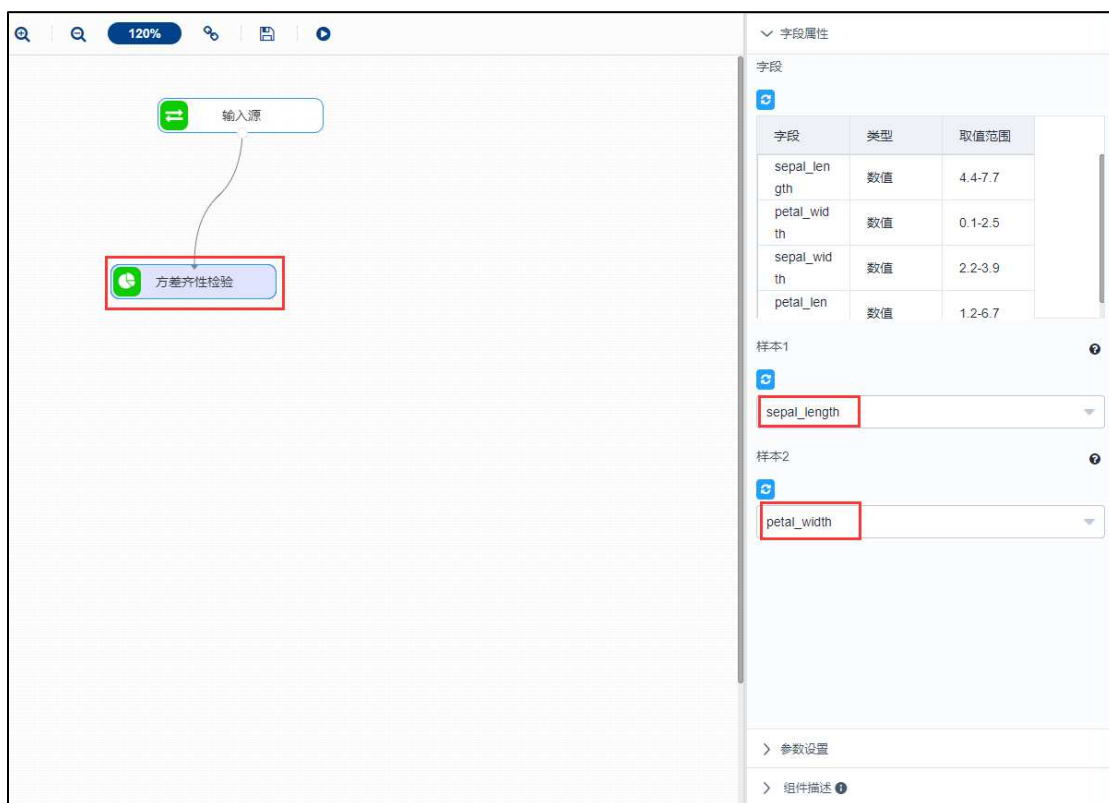 120%
输入源
方差齐性检验
字段属性
字段
字段 类型 取值范围
sepal_len
gth 数值 4.4-7.7
petal_wid
th 数值 0.1-2.5
sepal_wid
th 数值 2.2-3.9
petal_len
数值 1.2-6.7
样本1
sepal_length
样本2
petal_width
参数设置
组件描述